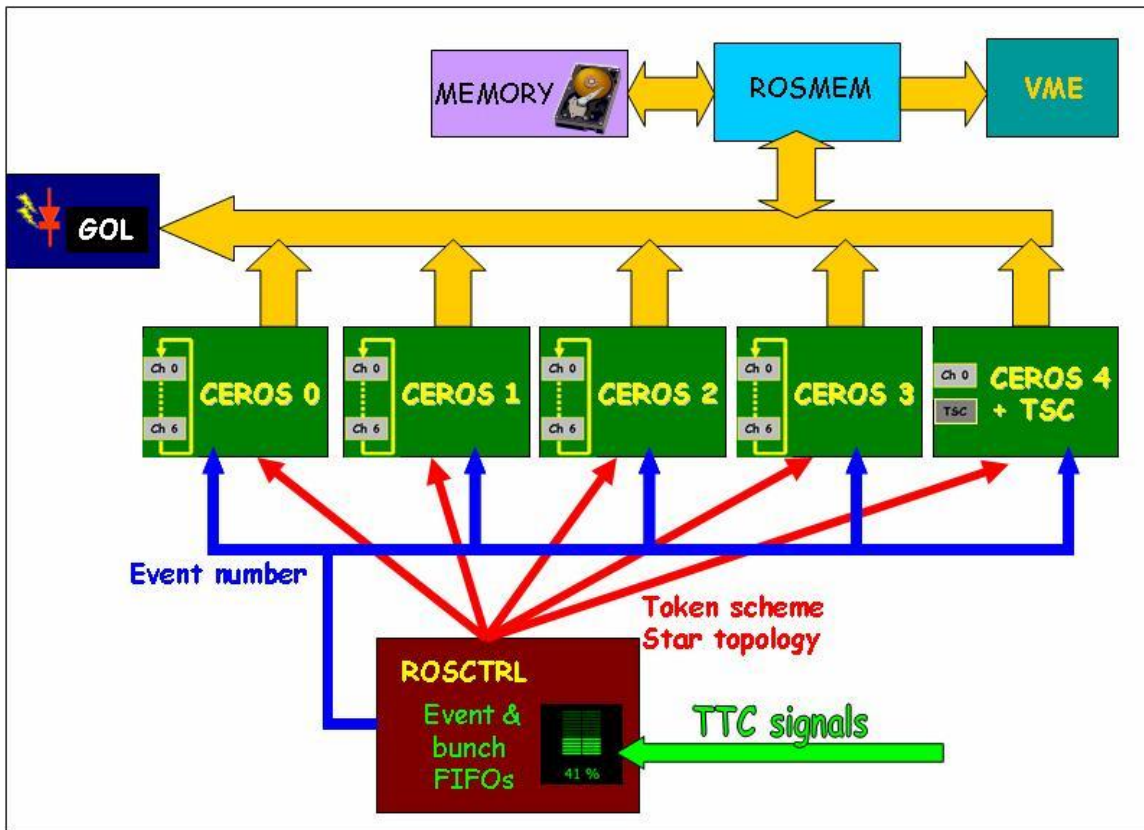 MEMORY
ROSMEM
VME
GOL
Ch 0
Ch 6
CEROS 0
Ch 0
Ch 6
CEROS 1
Ch 0
Ch 6
CEROS 2
Ch 0
Ch 6
CEROS 3
Ch 0
TSC
CEROS 4
+ TSC
Event number
Token scheme
Star topology
ROSCTRL
Event &
bunch
FIFOs
41 %
TTC signals